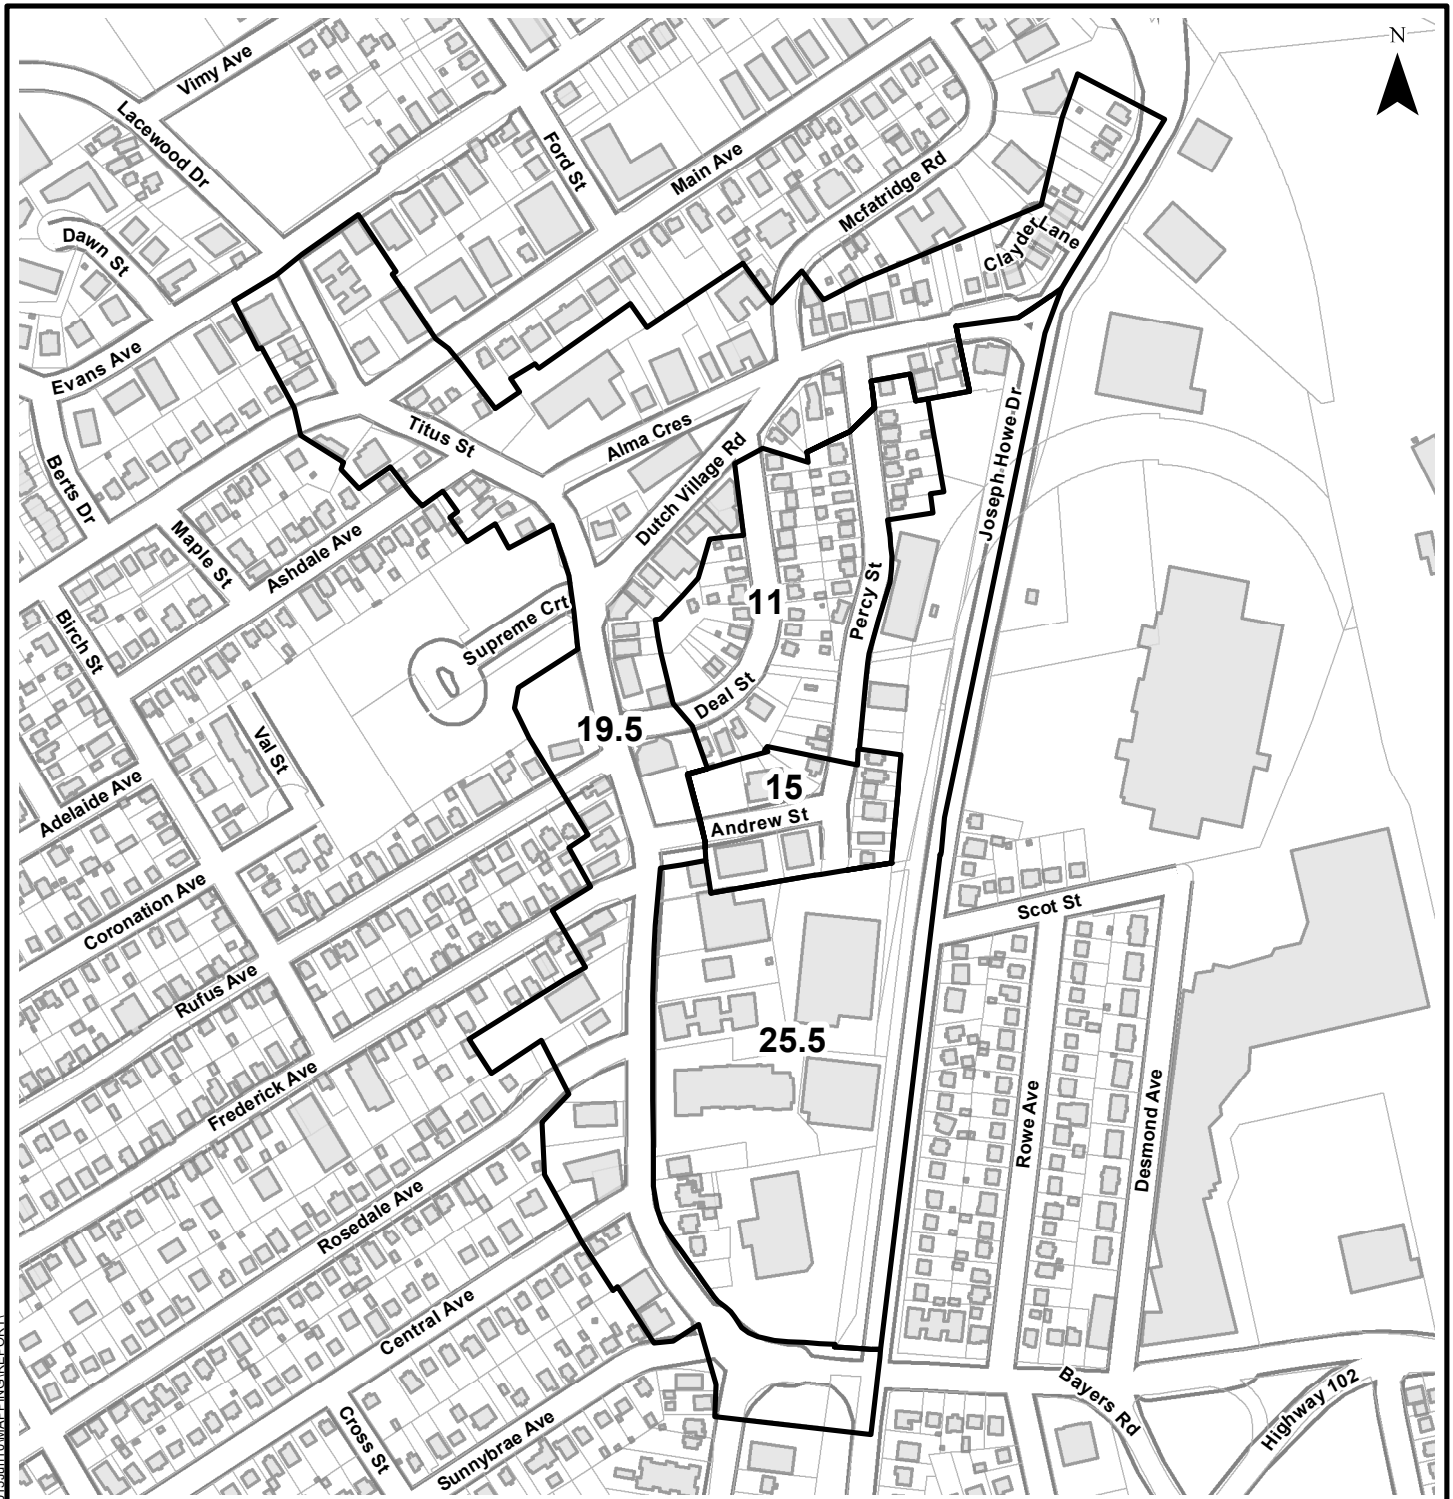 N
Vimy Ave
Lacewood Dr
Ford St
Main Ave
Mcfatridge Rd
Dawn St
Clayden Lane
Evans Ave
Titus St
Alma Cres
Joseph Howe Dr
Berts Dr
Dutch Village Rd
Maple St
Ashdale Ave
11
Percy St
Birch St
Supreme Crt
Deal St
19.5
Val St
15
Adelaide Ave
Andrew St
Coronation Ave
Scot St
Rufus Ave
25.5
Frederick Ave
Rowe Ave
Desmond Ave
Rosedale Ave
Central Ave
Bayers Rd
Highway 102
Cross St
Sunnybrae Ave